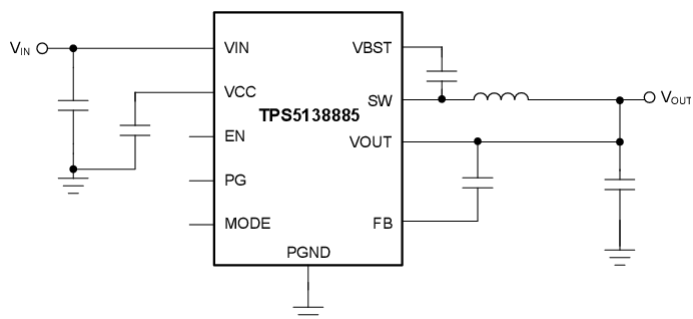 VIN
VIN
VBST
VCC
SW
VOUT
TPS5138885
EN
VOUT
PG
MODE
FB
PGND